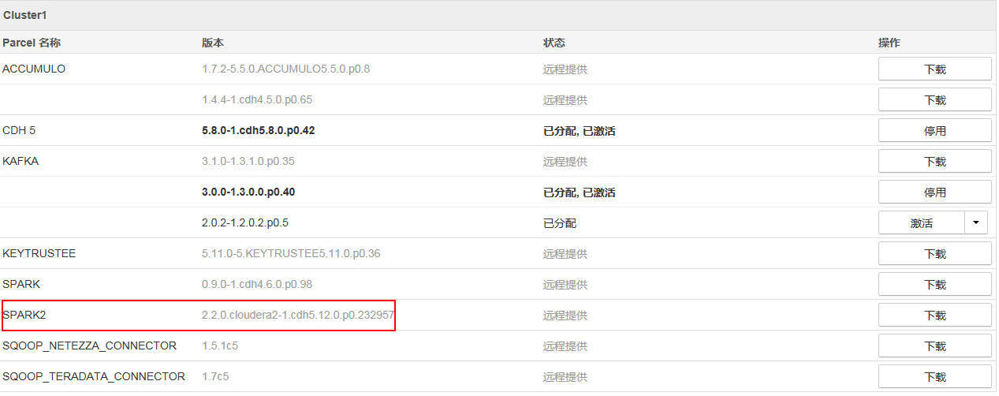 Cluster1
Parcel 名称 版本 状态 操作
ACCUMULO 1.7.2-5.5.0.ACCUMULO5.5.0.p0.8 远程提供 下载
1.4.4-1.cdh4.5.0.p0.65 远程提供 下载
CDH 5 5.8.0-1.cdh5.8.0.p0.42 已分配, 已激活 停用
KAFKA 3.1.0-1.3.1.0.p0.35 远程提供 下载
3.0.0-1.3.0.0.p0.40 已分配, 已激活 停用
2.0.2-1.2.0.2.p0.5 已分配 激活
KEYTRUSTEE 5.11.0-5.KEYTRUSTEE5.11.0.p0.36 远程提供 下载
SPARK 0.9.0-1.cdh4.6.0.p0.98 远程提供 下载
SPARK2 2.2.0.cloudera2-1.cdh5.12.0.p0.232957 远程提供 下载
SQOOP_NETEZZA_CONNECTOR 1.5.1c5 远程提供 下载
SQOOP_TERADATA_CONNECTOR 1.7c5 远程提供 下载